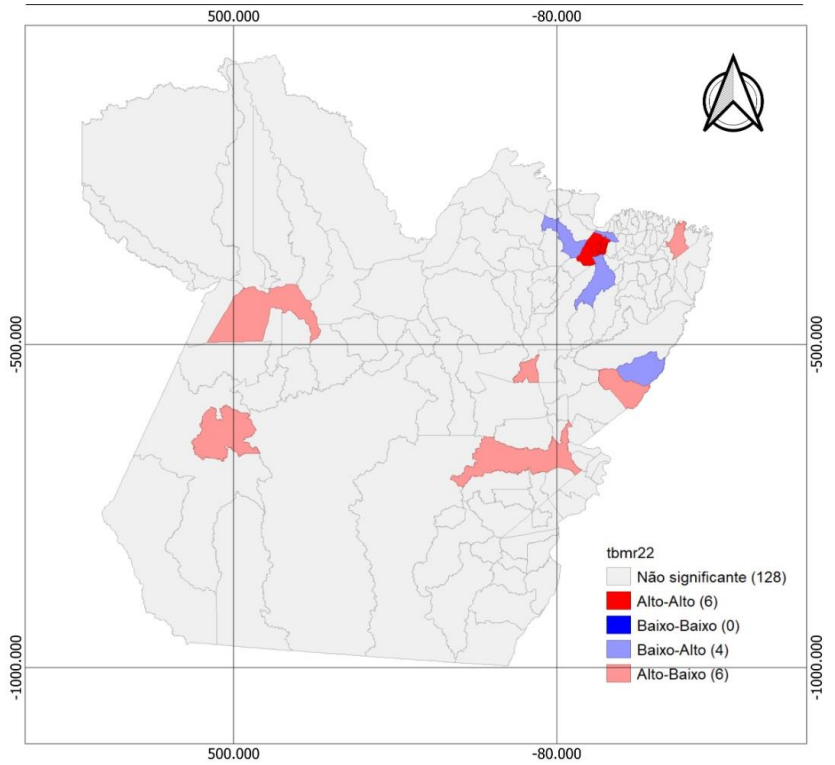 500.000 -80.000
-500.000 -500.000
tbmr22
Não significante (128)
Alto-Alto (6)
Baixo-Baixo (0)
Baixo-Alto (4)
Alto-Baixo (6)
-1000.000 -1000.000
500.000 -80.000